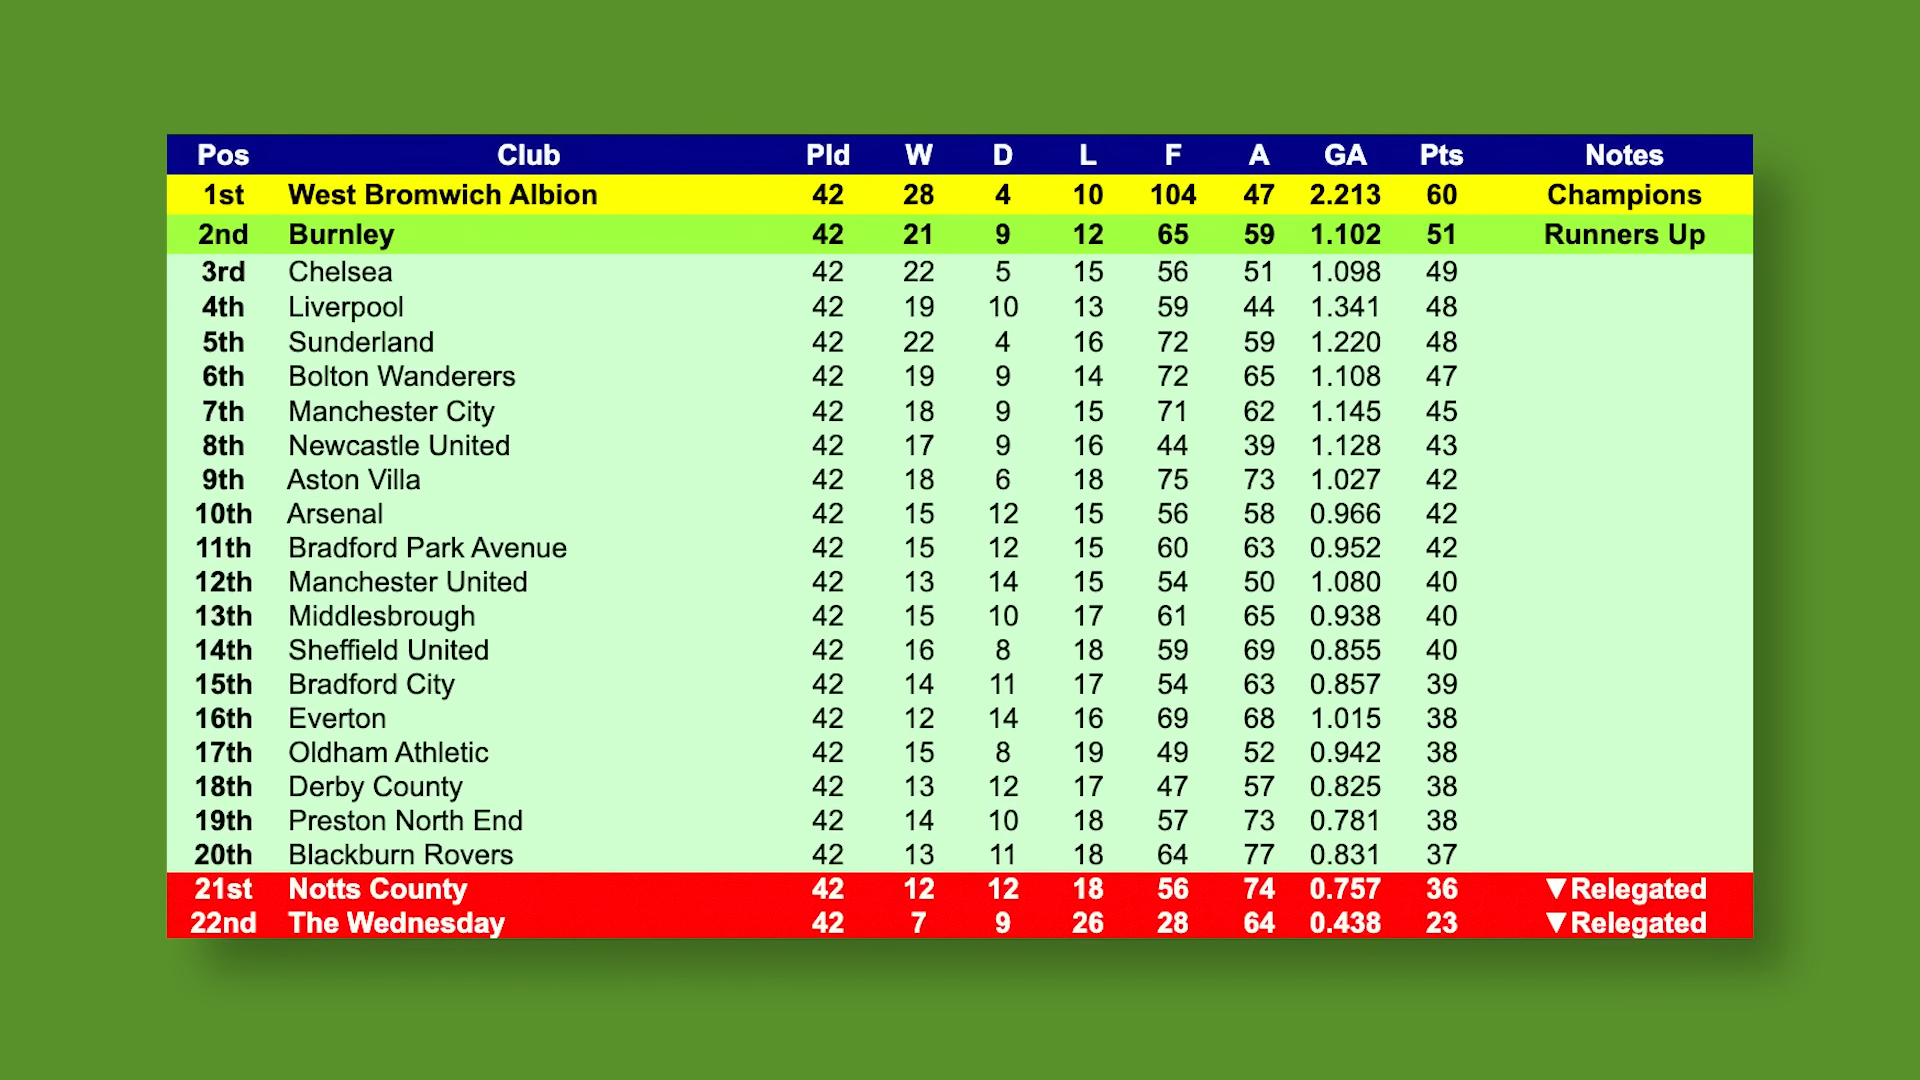 Pos Club Pld W D L F A GA Pts Notes
1st West Bromwich Albion 42 28 4 10 104 47 2.213 60 Champions
2nd Burnley 42 21 9 12 65 59 1.102 51 Runners Up
3rd Chelsea 42 22 5 15 56 51 1.098 49
4th Liverpool 42 19 10 13 59 44 1.341 48
5th Sunderland 42 22 4 16 72 59 1.220 48
6th Bolton Wanderers 42 19 9 14 72 65 1.108 47
7th Manchester City 42 18 9 15 71 62 1.145 45
8th Newcastle United 42 17 9 16 44 39 1.128 43
9th Aston Villa 42 18 6 18 75 73 1.027 42
10th Arsenal 42 15 12 15 56 58 0.966 42
11th Bradford Park Avenue 42 15 12 15 60 63 0.952 42
12th Manchester United 42 13 14 15 54 50 1.080 40
13th Middlesbrough 42 15 10 17 61 65 0.938 40
14th Sheffield United 42 16 8 18 59 69 0.855 40
15th Bradford City 42 14 11 17 54 63 0.857 39
16th Everton 42 12 14 16 69 68 1.015 38
17th Oldham Athletic 42 15 8 19 49 52 0.942 38
18th Derby County 42 13 12 17 47 57 0.825 38
19th Preston North End 42 14 10 18 57 73 0.781 38
20th Blackburn Rovers 42 13 11 18 64 77 0.831 37
21st Notts County 42 12 12 18 56 74 0.757 36 ▼Relegated
22nd The Wednesday 42 7 9 26 28 64 0.438 23 ▼Relegated